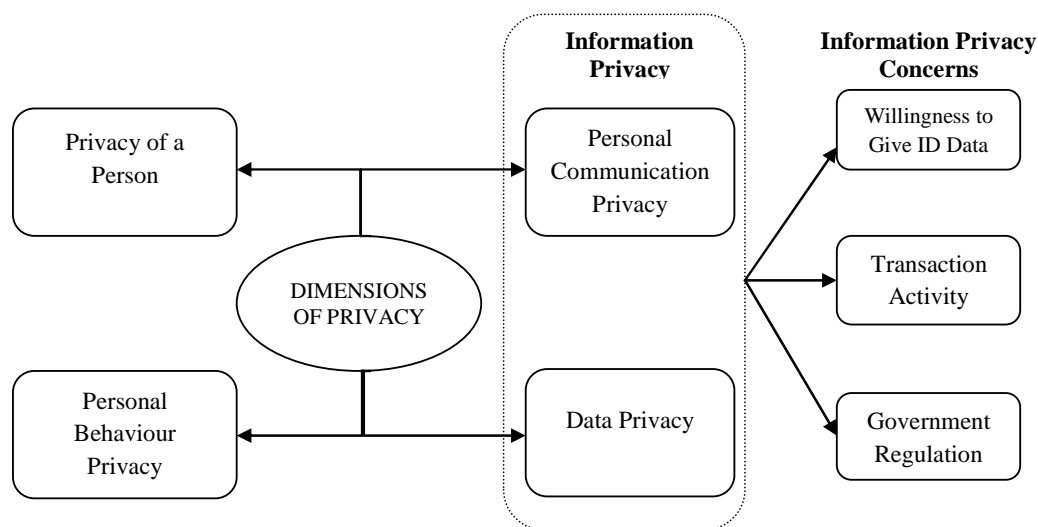 Information
Privacy
Information Privacy
Concerns
Privacy of a
Person
Personal
Communication
Privacy
Willingness to
Give ID Data
DIMENSIONS
OF PRIVACY
Transaction
Activity
Personal
Behaviour
Privacy
Data Privacy
Government
Regulation